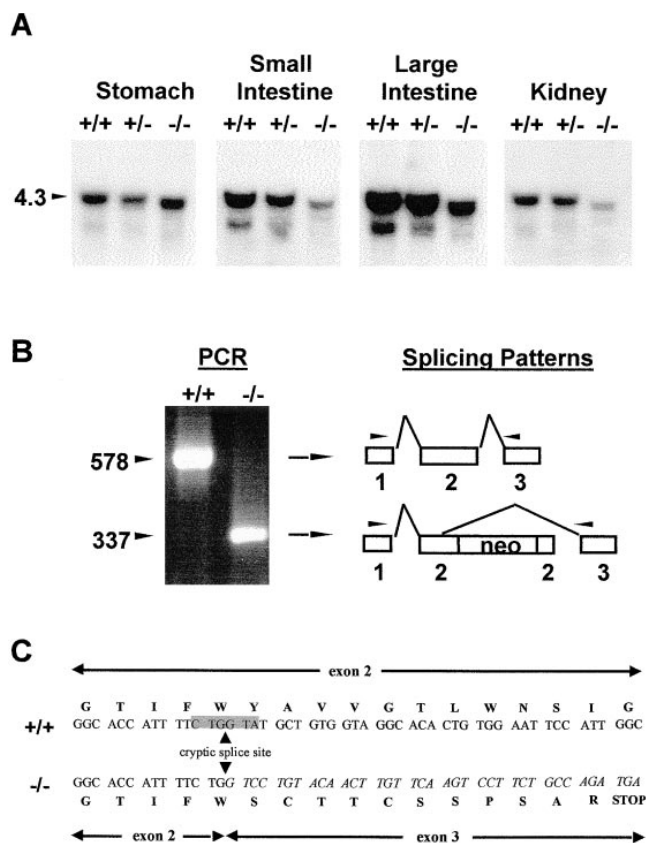 A
Stomach
Small Intestine
Large Intestine
Kidney
+/+ +/- -/-
+/+ +/- -/-
+/+ +/- -/-
+/+ +/- -/-
4.3
B
PCR
Splicing Patterns
+/+ -/-
578
337
1 2 3
neo
1 2 2 3
C
exon 2
G T I F W Y A V V G T L W N S I G
+/+ GGC ACC ATT TTC TGG TAT GCT GTG GTA GGC ACA CTG TGG AAT TCC ATT GGC
cryptic splice site
-/- GGC ACC ATT TTC TGG TCC TGT ACA ACT TGT TCA AGT CCT TCT GCC AGA TGA
G T I F W S C T T C S S P S A R STOP
exon 2 exon 3